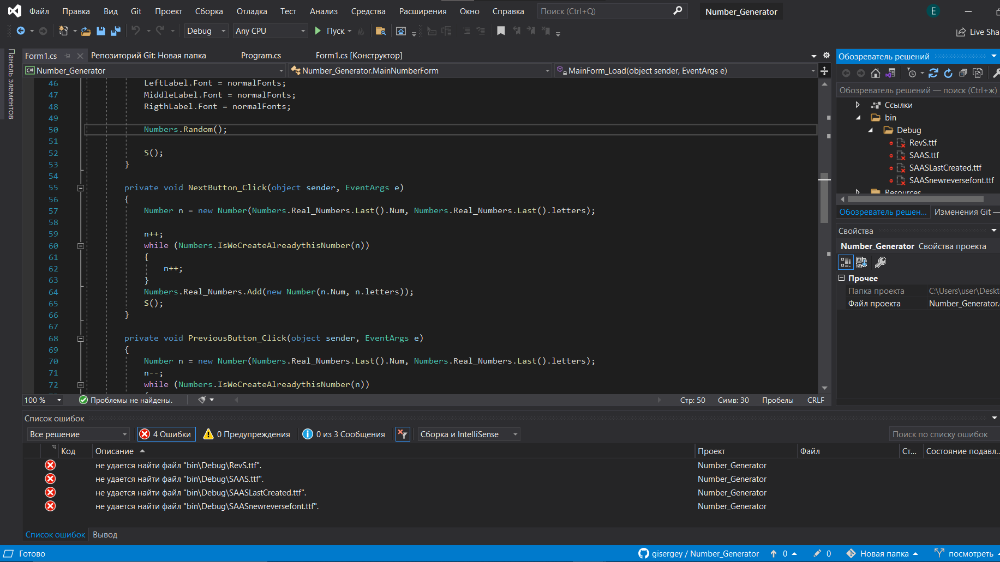 Файл Правка Вид Git Проект Сборка Отладка Тест Анализ Средства Расширения Окно Справка Поиск (Ctrl+Q) Number_Generator E
Debug Any CPU Пуск Live Sha
Панель элементов
Form1.cs Репозиторий Git: Новая папка Program.cs Form1.cs [Конструктор]
C# Number_Generator Number_Generator.MainNumberForm MainForm_Load(object sender, EventArgs e)
46 LeftLabel.Font = normalFonts;
47 MiddleLabel.Font = normalFonts;
48 RigthLabel.Font = normalFonts;
49
50 Numbers.Random();
51
52 S();
53 }
54
55 private void NextButton_Click(object sender, EventArgs e)
56 {
57 Number n = new Number(Numbers.Real_Numbers.Last().Num, Numbers.Real_Numbers.Last().letters);
58
59 n++;
60 while (Numbers.IsWeCreateAlreadythisNumber(n))
61 {
62 n++;
63 }
64 Numbers.Real_Numbers.Add(new Number(n.Num, n.letters));
65 S();
66 }
67
68 private void PreviousButton_Click(object sender, EventArgs e)
69 {
70 Number n = new Number(Numbers.Real_Numbers.Last().Num, Numbers.Real_Numbers.Last().letters);
71 n--;
72 while (Numbers.IsWeCreateAlreadythisNumber(n))
100 % Проблемы не найдены. Стр: 50 Симв: 30 Пробелы CRLF
Обозреватель решений
Обозреватель решений — поиск (Ctrl+ж)
Ссылки
bin
Debug
RevS.ttf
SAAS.ttf
SAASLastCreated.ttf
SAASnewreversefont.ttf
Resources
Обозреватель решен... Изменения Git —
Свойства
Number_Generator Свойства проекта
Прочее
Папка проекта C:\Users\user\Deskt
Файл проекта Number_Generator.
Список ошибок
Все решение 4 Ошибки 0 Предупреждения 0 из 3 Сообщения Сборка и IntelliSense Поиск по списку ошибок
Код Описание Проект Файл Ст... Состояние подавл...
не удается найти файл "bin\Debug\RevS.ttf". Number_Generator
не удается найти файл "bin\Debug\SAAS.ttf". Number_Generator
не удается найти файл "bin\Debug\SAASLastCreated.ttf". Number_Generator
не удается найти файл "bin\Debug\SAASnewreversefont.ttf". Number_Generator
Список ошибок Вывод
Готово gisergey / Number_Generator 0 0 Новая папка посмотреть